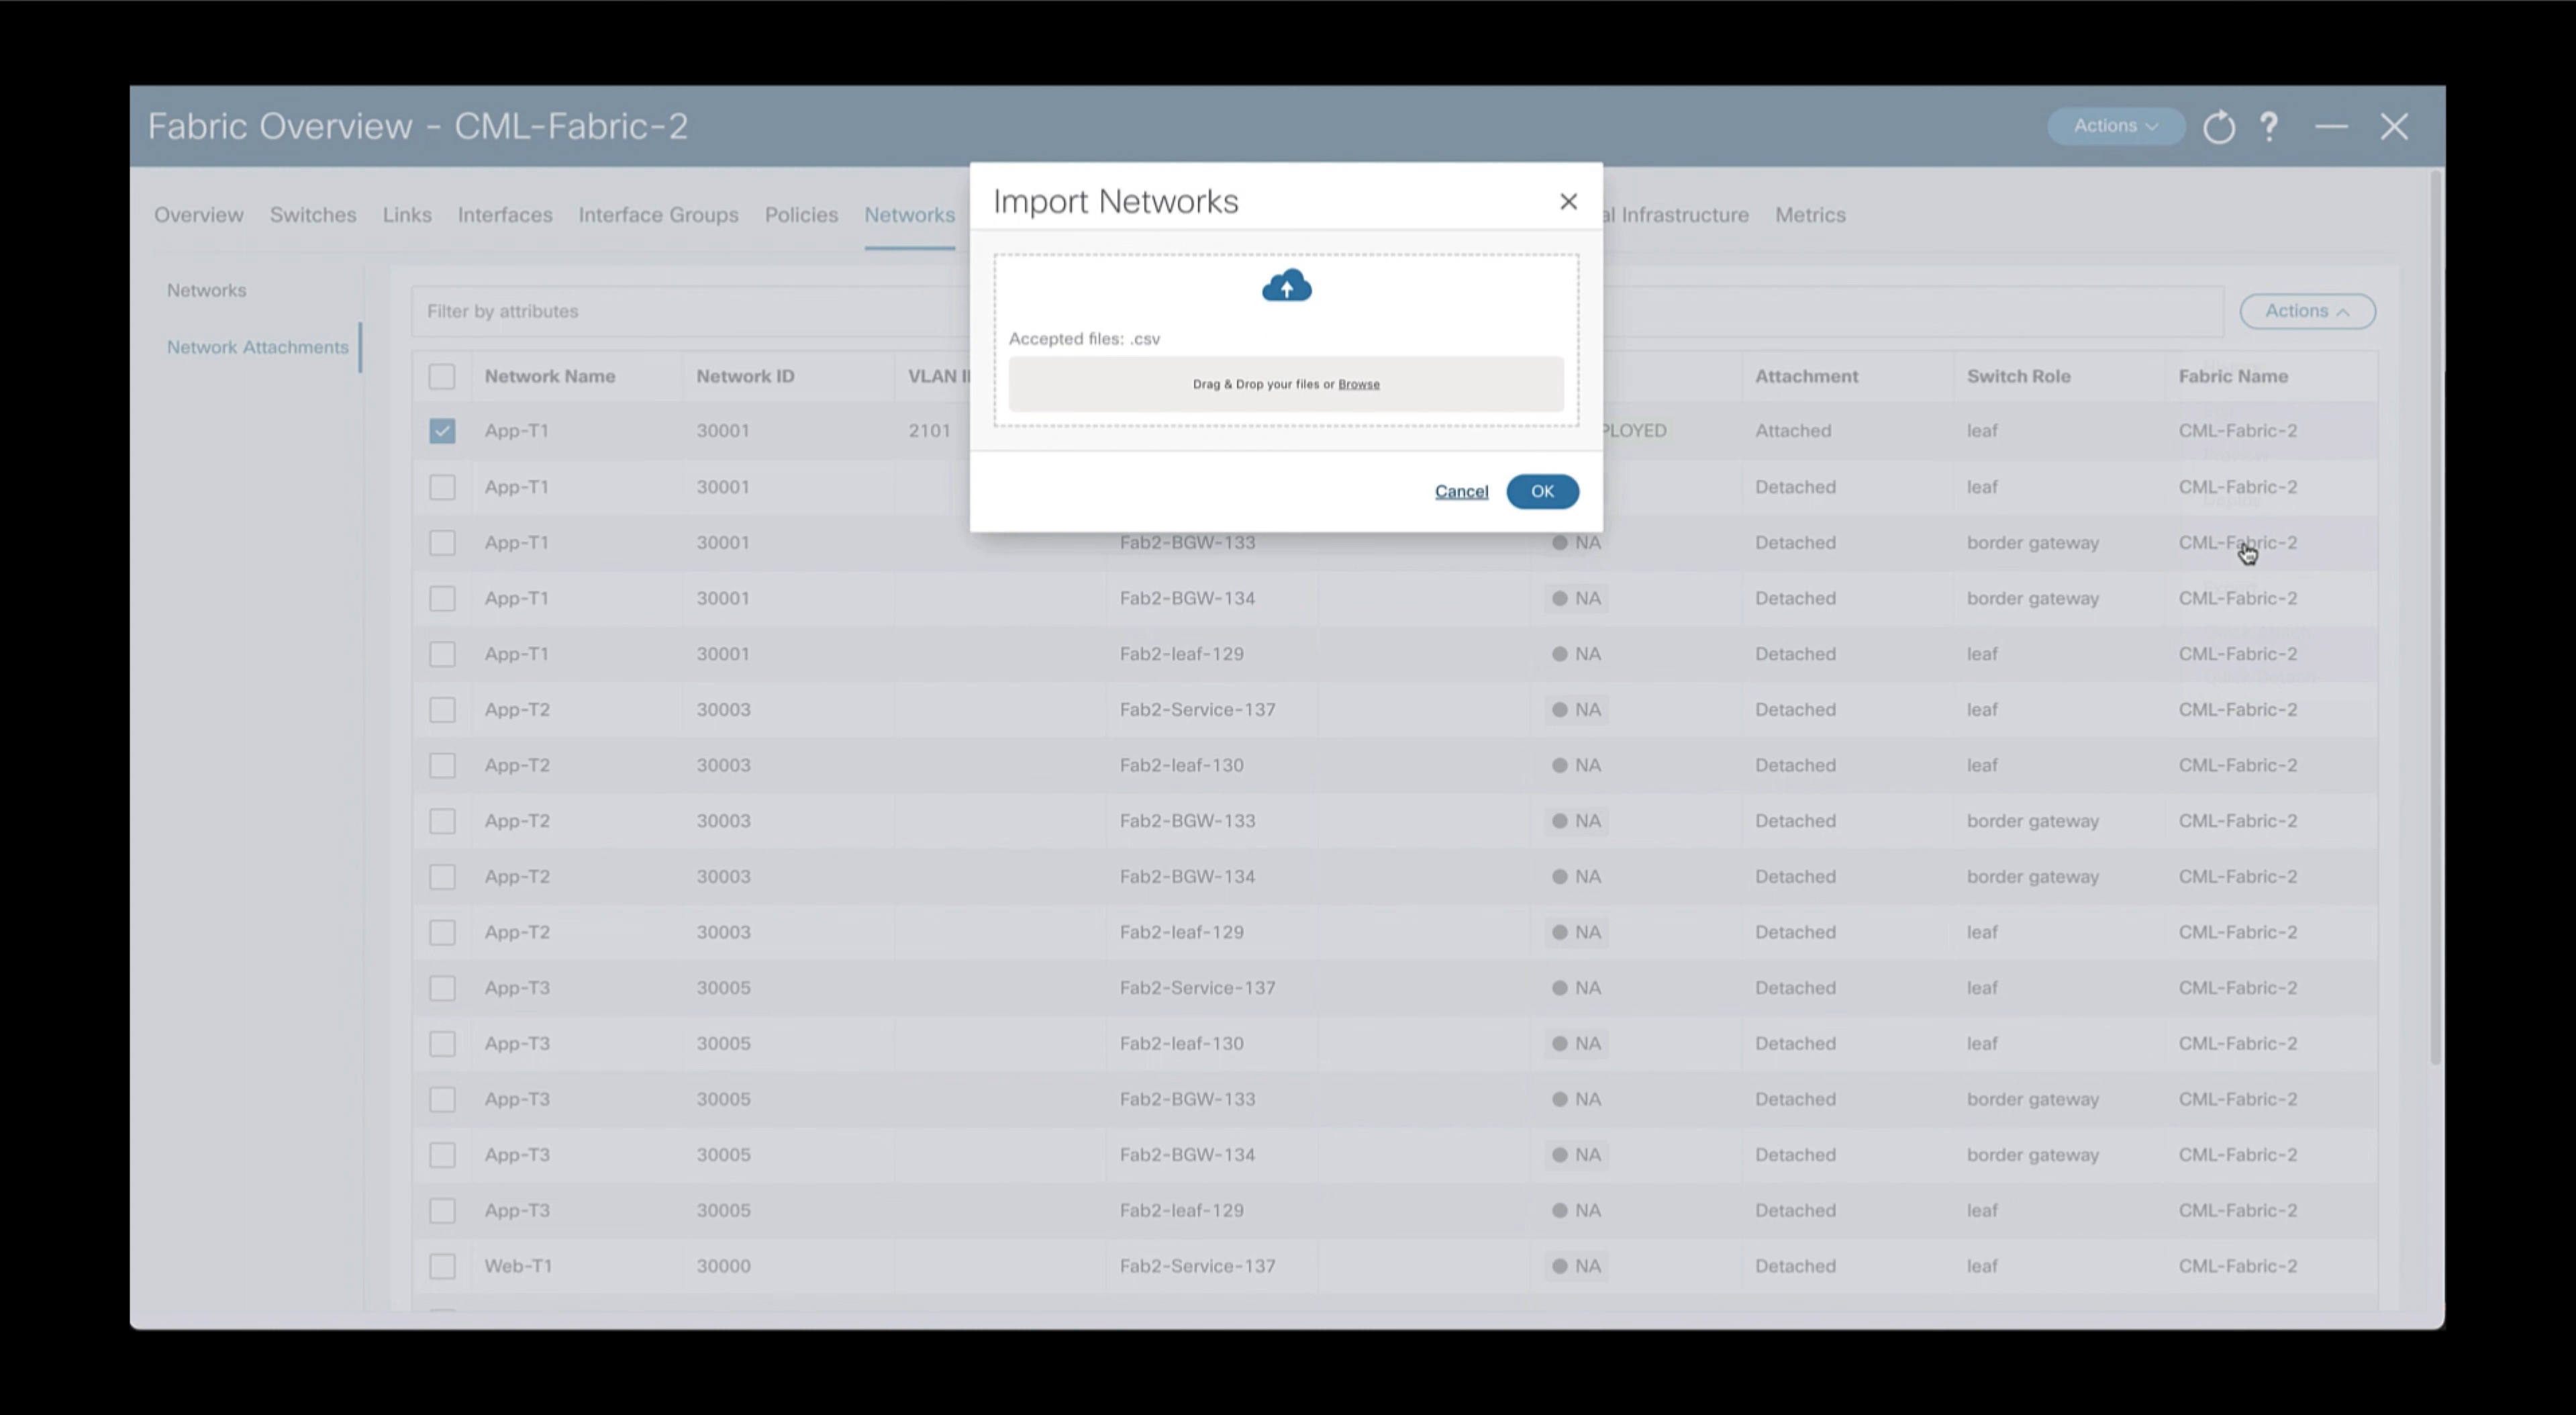 Fabric Overview - CML-Fabric-2
Actions
Import Networks
Overview Switches Links Interfaces Interface Groups Policies Networks al Infrastructure Metrics
Networks
Network Attachments
Filter by attributes
Actions
Accepted files: .csv
Drag & Drop your files or Browse
Cancel OK
Network Name Network ID VLAN I Attachment Switch Role Fabric Name
App-T1 30001 2101 PLOYED Attached leaf CML-Fabric-2
App-T1 30001 Detached leaf CML-Fabric-2
App-T1 30001 Fab2-BGW-133 NA Detached border gateway CML-Fabric-2
App-T1 30001 Fab2-BGW-134 NA Detached border gateway CML-Fabric-2
App-T1 30001 Fab2-leaf-129 NA Detached leaf CML-Fabric-2
App-T2 30003 Fab2-Service-137 NA Detached leaf CML-Fabric-2
App-T2 30003 Fab2-leaf-130 NA Detached leaf CML-Fabric-2
App-T2 30003 Fab2-BGW-133 NA Detached border gateway CML-Fabric-2
App-T2 30003 Fab2-BGW-134 NA Detached border gateway CML-Fabric-2
App-T2 30003 Fab2-leaf-129 NA Detached leaf CML-Fabric-2
App-T3 30005 Fab2-Service-137 NA Detached leaf CML-Fabric-2
App-T3 30005 Fab2-leaf-130 NA Detached leaf CML-Fabric-2
App-T3 30005 Fab2-BGW-133 NA Detached border gateway CML-Fabric-2
App-T3 30005 Fab2-BGW-134 NA Detached border gateway CML-Fabric-2
App-T3 30005 Fab2-leaf-129 NA Detached leaf CML-Fabric-2
Web-T1 30000 Fab2-Service-137 NA Detached leaf CML-Fabric-2